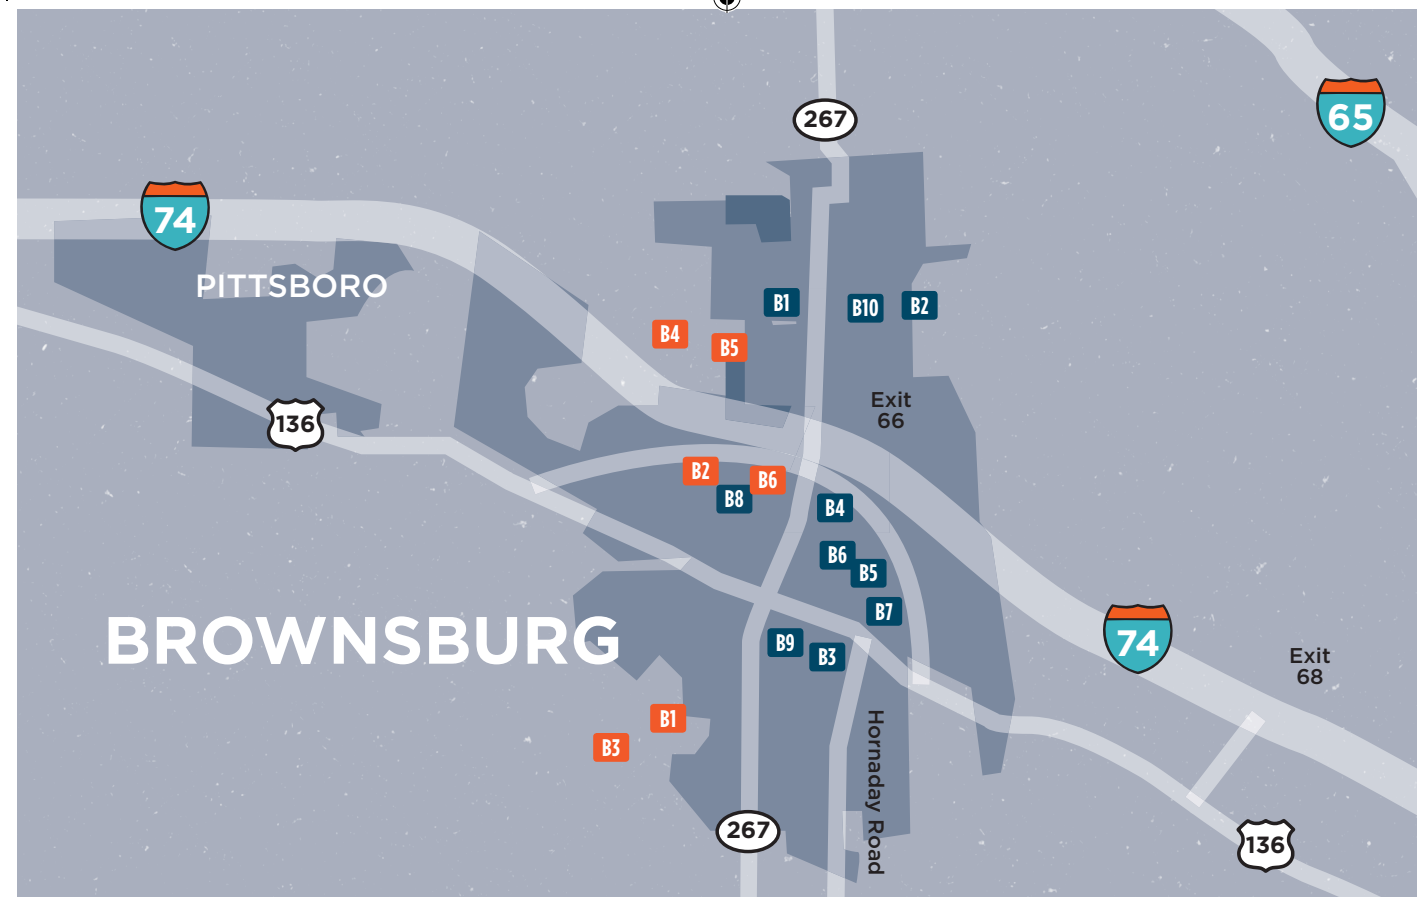 65
267
74
PITTSBORO
B1
B10
B2
B4
B5
Exit
66
136
B2
B6
B8
B4
B6
B5
B7
BROWNSBURG
B9
B3
74
Exit
68
B1
B3
Hornaday Road
267
136